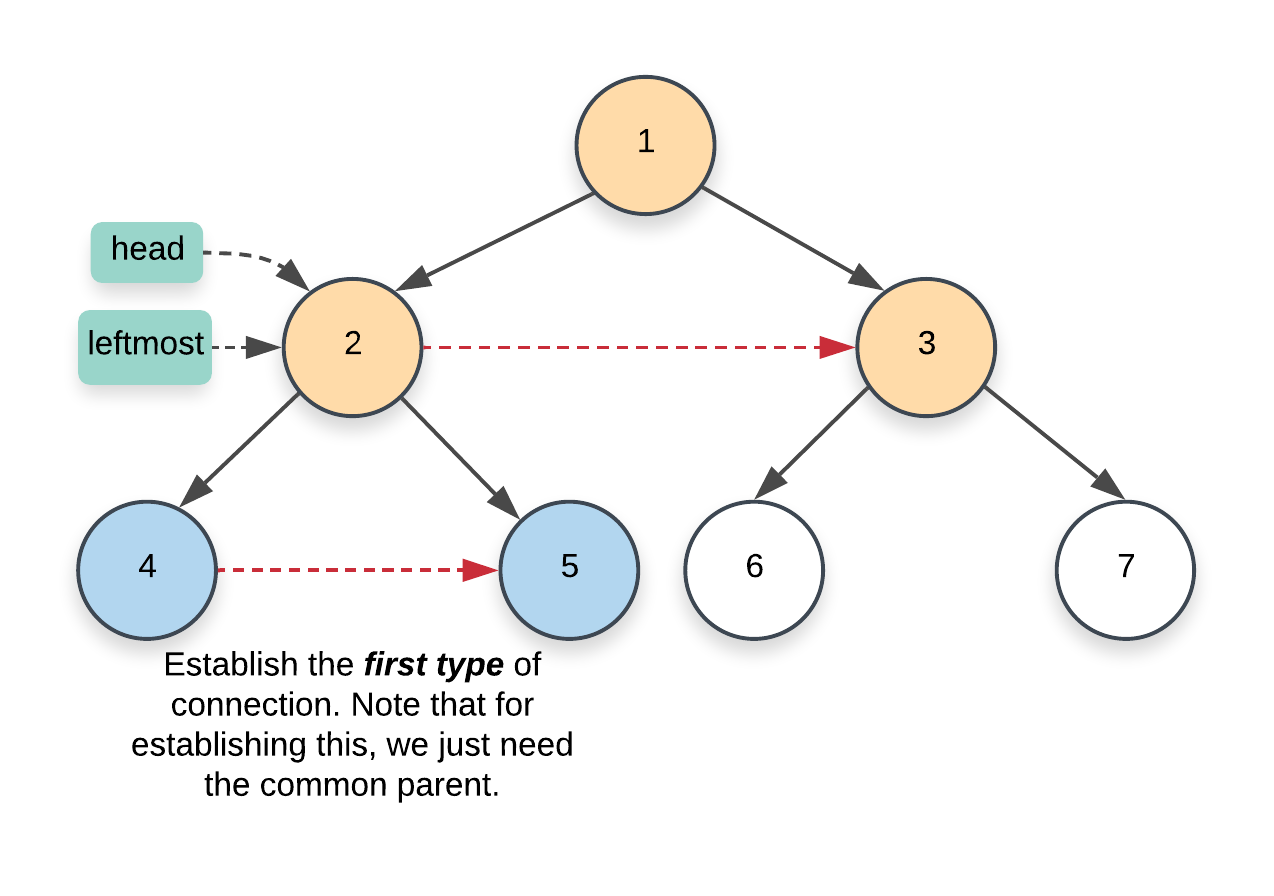 1
head
leftmost
2
3
4
5
6
7
Establish the first type of
connection. Note that for
establishing this, we just need
the common parent.